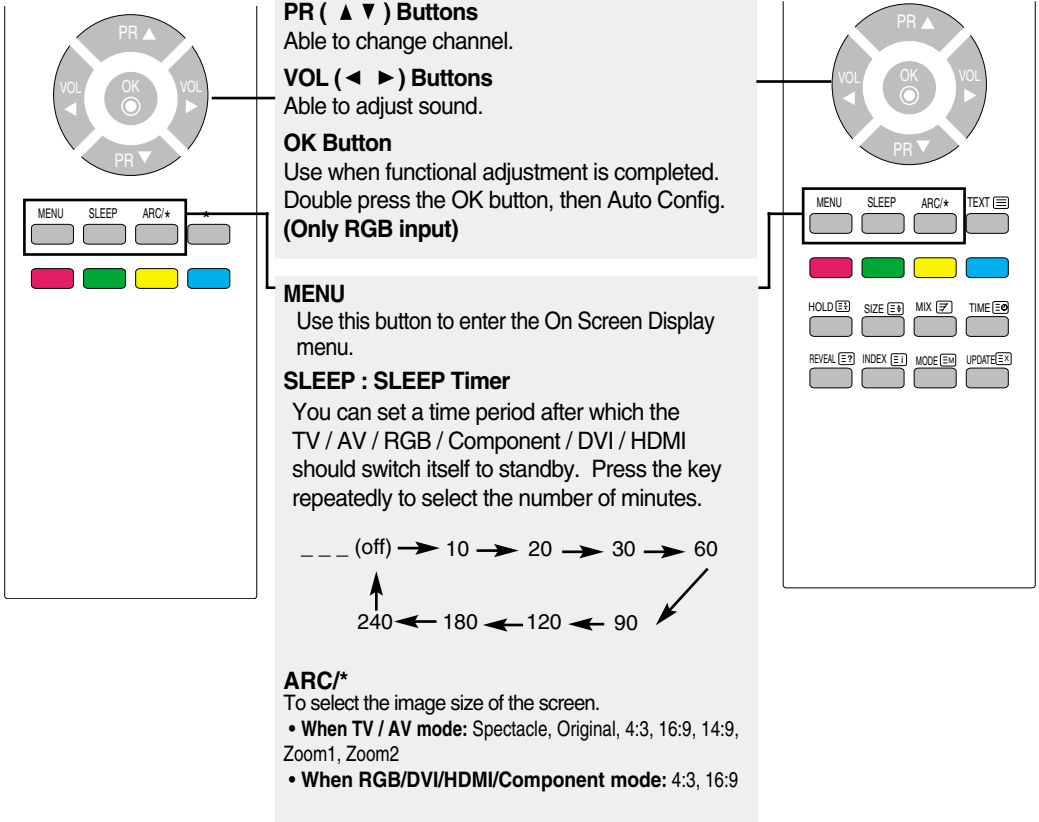 PR ▲
VOL
◄
OK
VOL
►
PR ▼
MENU
SLEEP
ARC/*
*
PR ( ▲ ▼ ) Buttons
Able to change channel.
VOL (◄ ►) Buttons
Able to adjust sound.
OK Button
Use when functional adjustment is completed.
Double press the OK button, then Auto Config.
(Only RGB input)
MENU
Use this button to enter the On Screen Display
menu.
SLEEP : SLEEP Timer
You can set a time period after which the
TV / AV / RGB / Component / DVI / HDMI
should switch itself to standby. Press the key
repeatedly to select the number of minutes.
_ _ _ (off) → 10 → 20 → 30 → 60
240 ← 180 ← 120 ← 90
ARC/*
To select the image size of the screen.
• When TV / AV mode: Spectacle, Original, 4:3, 16:9, 14:9,
Zoom1, Zoom2
• When RGB/DVI/HDMI/Component mode: 4:3, 16:9
PR ▲
VOL
◄
OK
VOL
►
PR ▼
MENU
SLEEP
ARC/*
TEXT
HOLD
SIZE
MIX
TIME
REVEAL ?
INDEX i
MODE M
UPDATE X